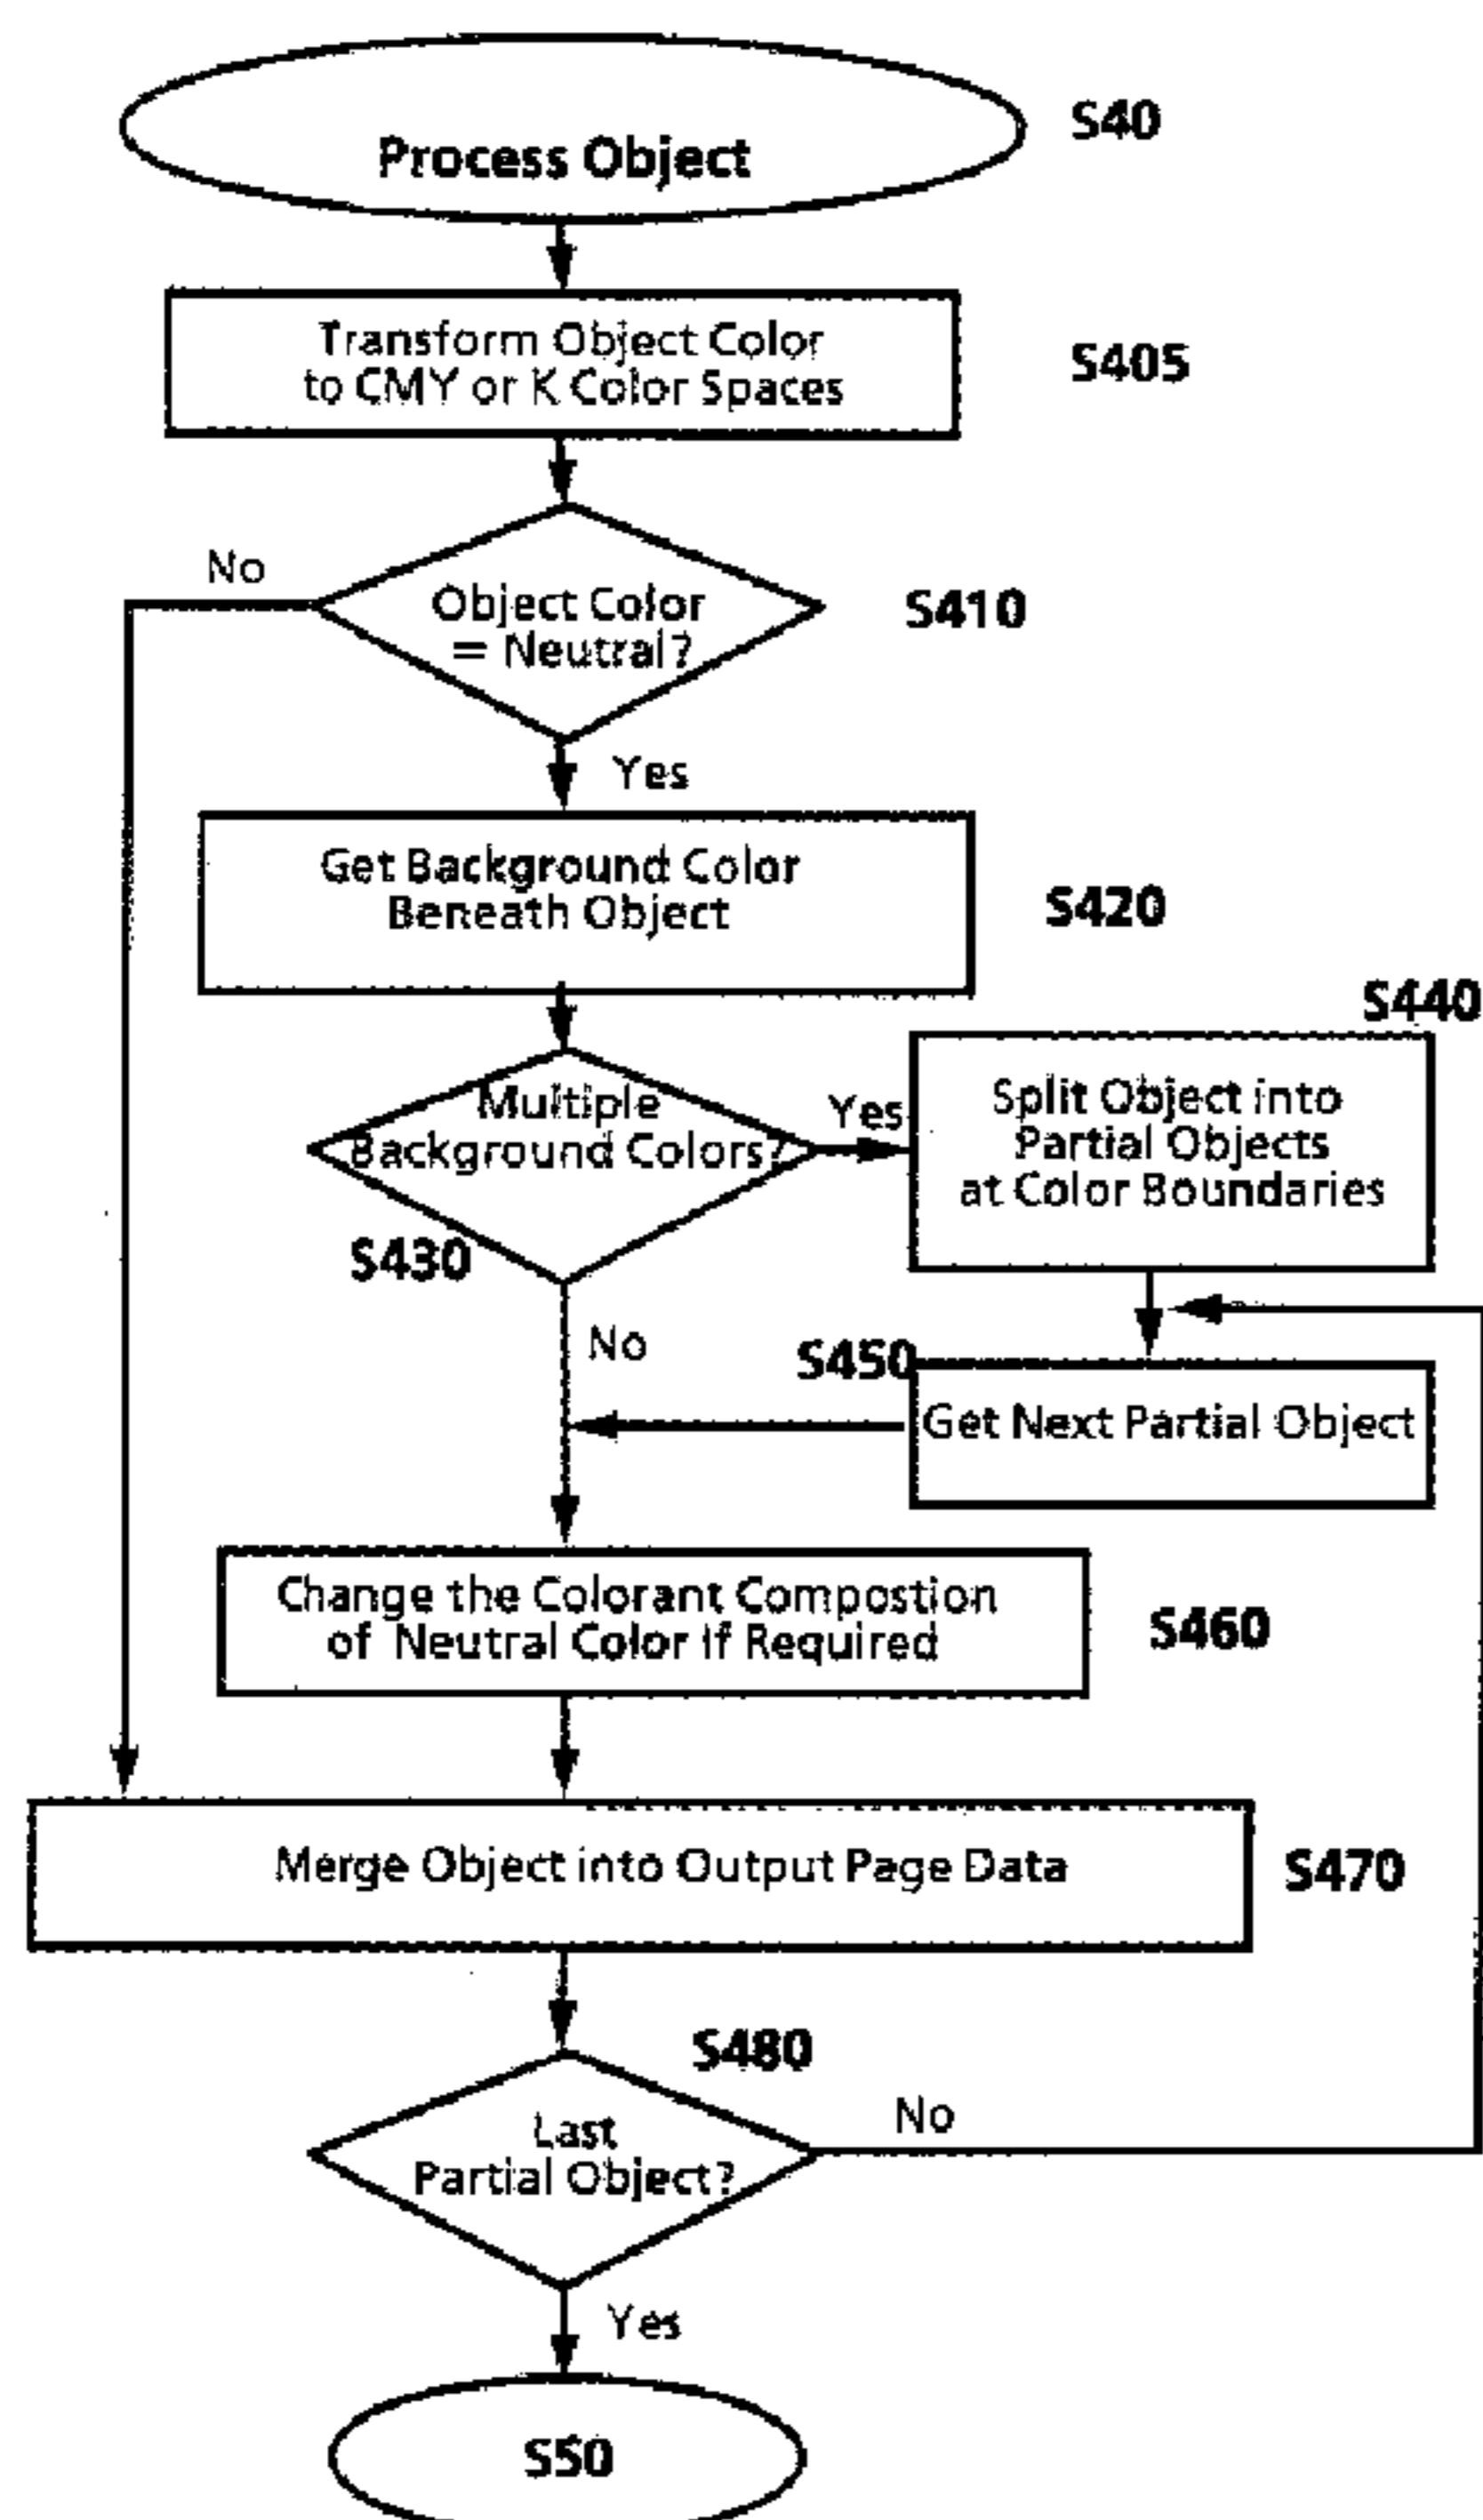 S40
Process Object
Transform Object Color
to CMY or K Color Spaces
S405
No
Object Color
= Neutral?
S410
Yes
Get Background Color
Beneath Object
S420
S440
Multiple
Background Colors?
Yes
Split Object into
Partial Objects
at Color Boundaries
S430
No
S450
Get Next Partial Object
Change the Colorant Compostion
of Neutral Color if Required
S460
Merge Object into Output Page Data
S470
S480
Last
Partial Object?
No
Yes
S50